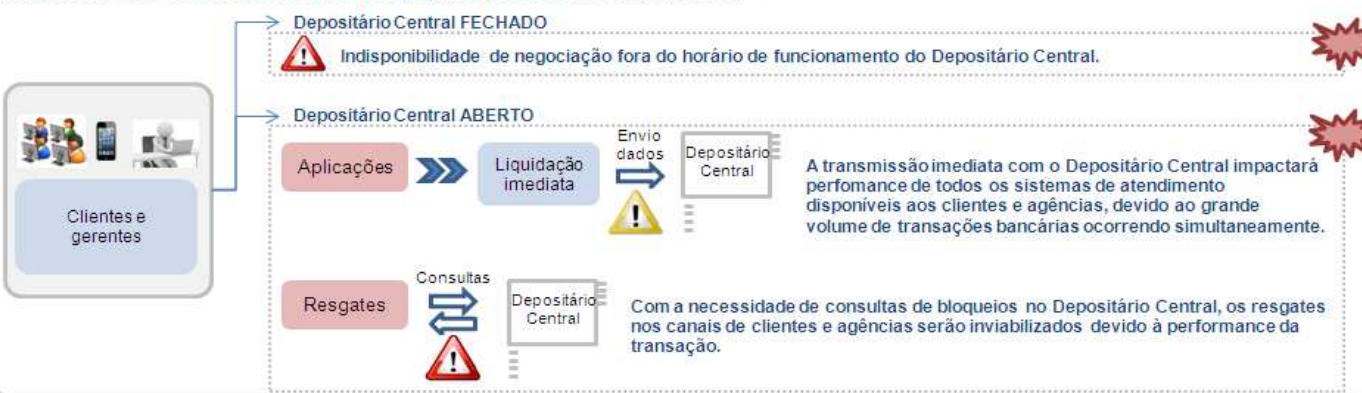 Depositário Central FECHADO
Indisponibilidade de negociação fora do horário de funcionamento do Depositário Central.
Clientes e
gerentes
Depositário Central ABERTO
Aplicações
Liquidação
imediata
Envio
dados
Depositário
Central
A transmissão imediata com o Depositário Central impactará
perfomance de todos os sistemas de atendimento
disponíveis aos clientes e agências, devido ao grande
volume de transações bancárias ocorrendo simultaneamente.
Resgates
Consultas
Depositário
Central
Com a necessidade de consultas de bloqueios no Depositário Central, os resgates
nos canais de clientes e agências serão inviabilizados devido à performance da
transação.